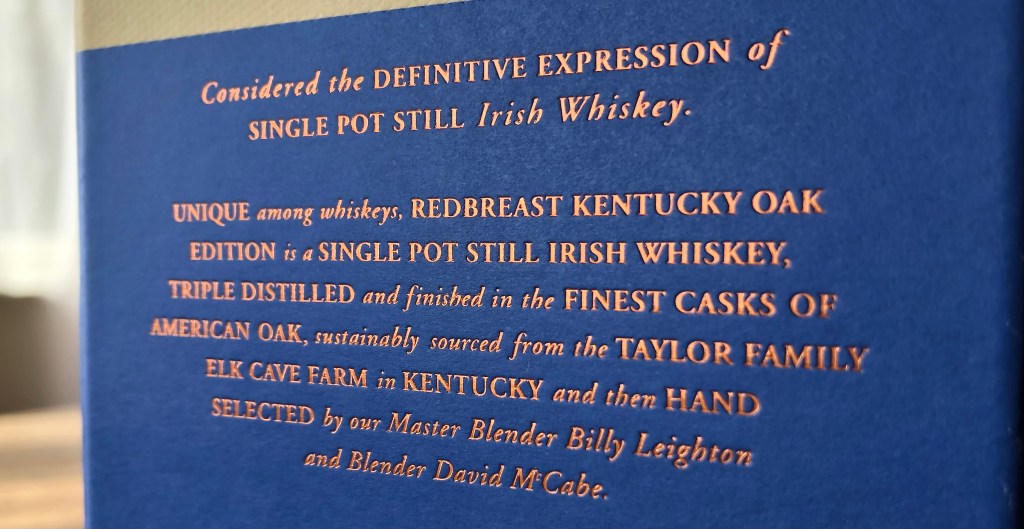 Considered the DEFINITIVE EXPRESSION of
SINGLE POT STILL Irish Whiskey.
UNIQUE among whiskeys, REDBREAST KENTUCKY OAK
EDITION is a SINGLE POT STILL IRISH WHISKEY,
TRIPLE DISTILLED and finished in the FINEST CASKS OF
AMERICAN OAK, sustainably sourced from the TAYLOR FAMILY
ELK CAVE FARM in KENTUCKY and then HAND
SELECTED by our Master Blender Billy Leighton
and Blender David McCabe.